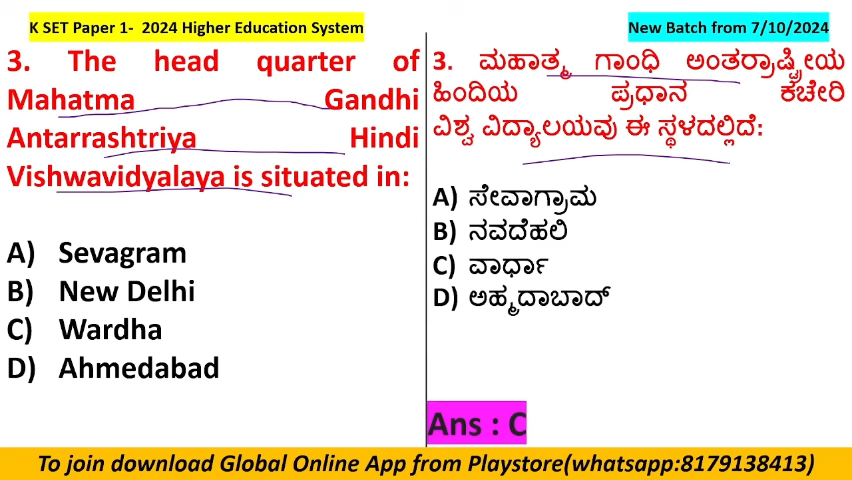 K SET Paper 1-  2024 Higher Education System
New Batch from 7/10/2024
3. The head quarter of
Mahatma Gandhi
Antarrashtriya Hindi
Vishwavidyalaya is situated in:
A) Sevagram
B) New Delhi
C) Wardha
D) Ahmedabad
3. ಮಹಾತ್ಮ ಗಾಂಧಿ ಅಂತರ್ರಾಷ್ಟ್ರೀಯ
ಹಿಂದಿಯ ಪ್ರಧಾನ ಕಚೇರಿ
ವಿಶ್ವ ವಿದ್ಯಾಲಯವು ಈ ಸ್ಥಳದಲ್ಲಿದೆ:
A) ಸೇವಾಗ್ರಾಮ
B) ನವದೆಹಲಿ
C) ವಾರ್ಧಾ
D) ಅಹ್ಮದಾಬಾದ್
Ans : C
To join download Global Online App from Playstore(whatsapp:8179138413)